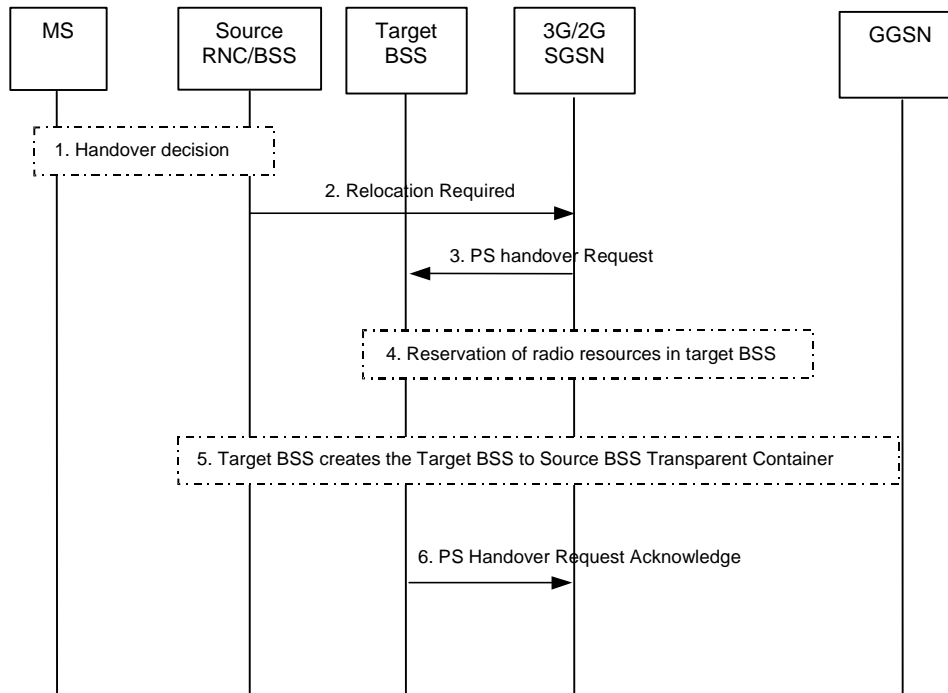 MS
Source
RNC/BSS
Target
BSS
3G/2G
SGSN
GGSN
1. Handover decision
2. Relocation Required
3. PS handover Request
4. Reservation of radio resources in target BSS
5. Target BSS creates the Target BSS to Source BSS Transparent Container
6. PS Handover Request Acknowledge